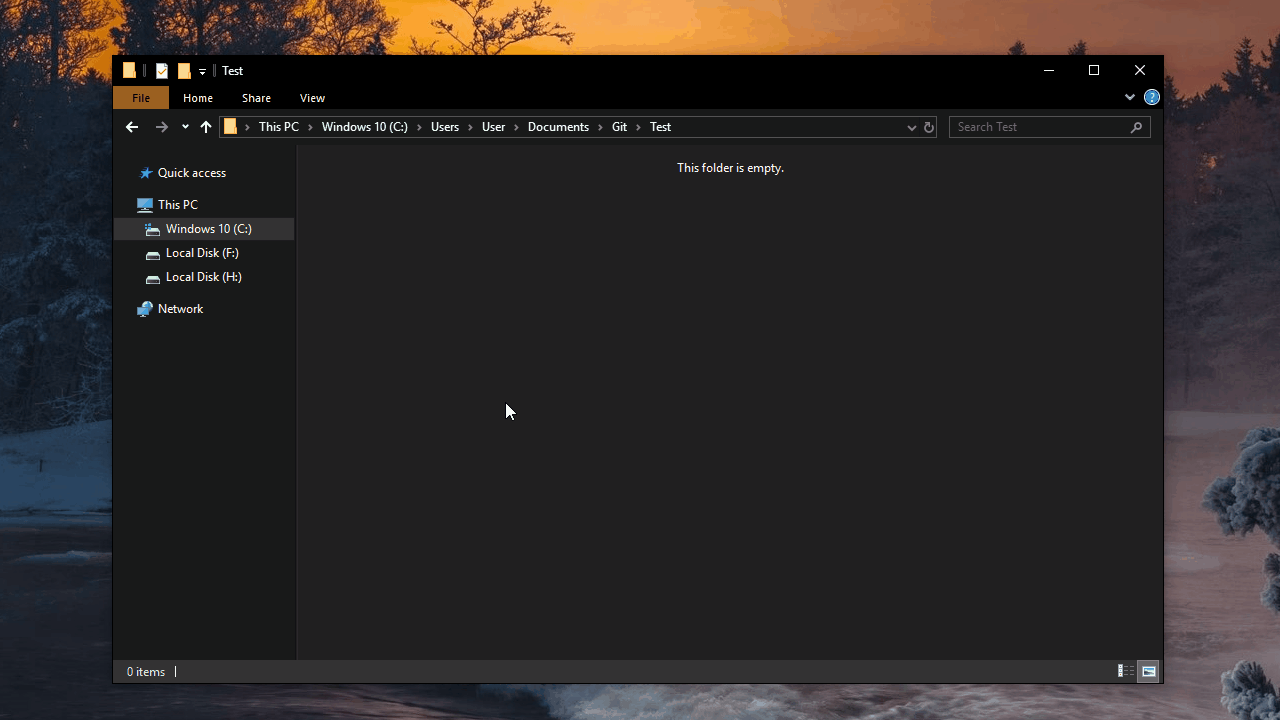 Test
File Home Share View
?
This PC Windows 10 (C:) Users User Documents Git Test
Search Test
This folder is empty.
Quick access
This PC
Windows 10 (C:)
Local Disk (F:)
Local Disk (H:)
Network
0 items